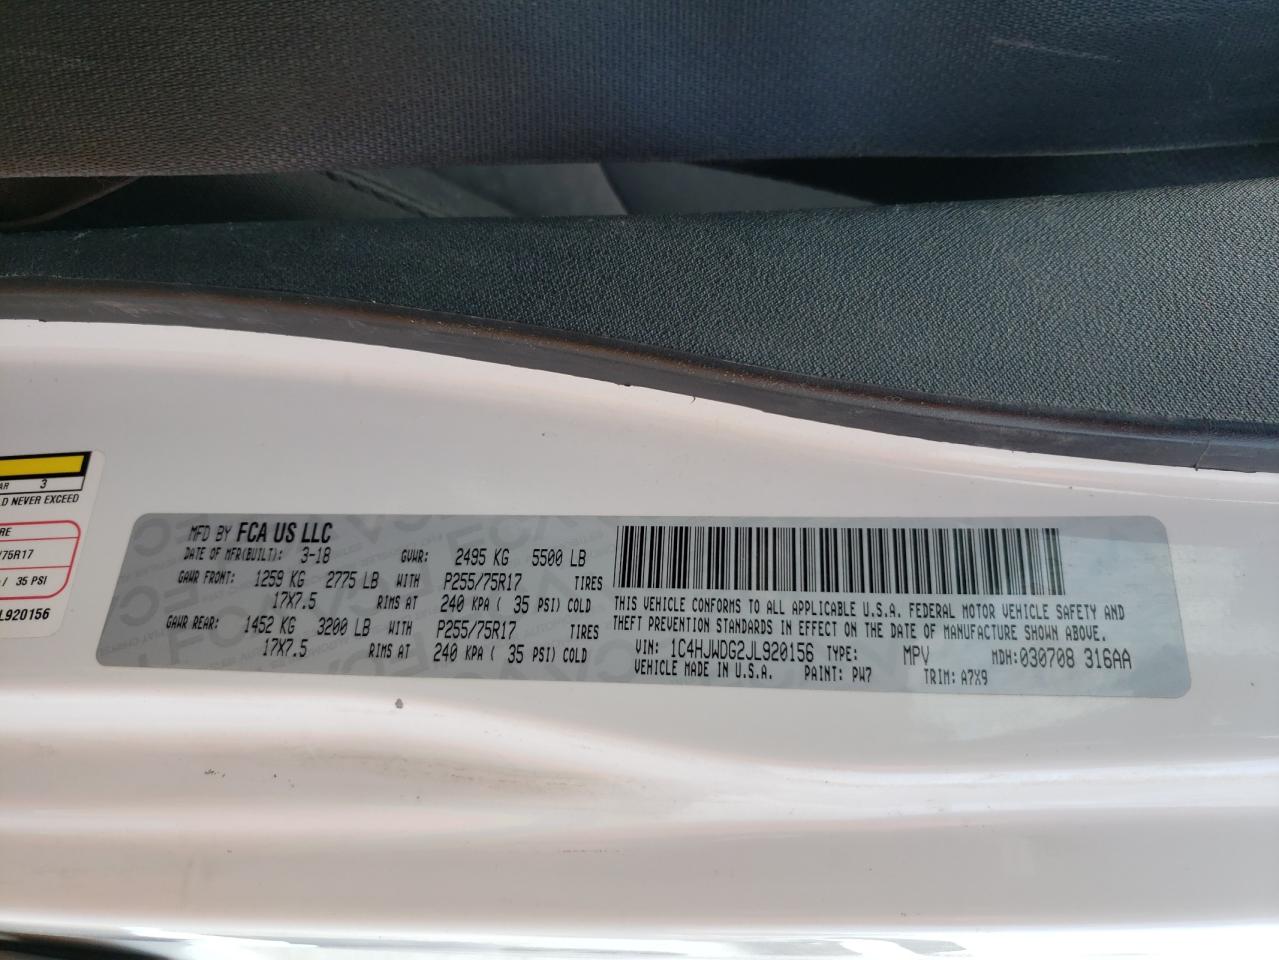 AR 3
D NEVER EXCEED
RE
/75R17
/ 35 PSI
L920156
MFD BY FCA US LLC
DATE OF MFR(BUILT): 3-18 GVWR: 2495 KG 5500 LB
GAWR FRONT: 1259 KG 2775 LB WITH P255/75R17 TIRES
17X7.5 RIMS AT 240 KPA ( 35 PSI) COLD
GAWR REAR: 1452 KG 3200 LB WITH P255/75R17 TIRES
17X7.5 RIMS AT 240 KPA ( 35 PSI) COLD
THIS VEHICLE CONFORMS TO ALL APPLICABLE U.S.A. FEDERAL MOTOR VEHICLE SAFETY AND
THEFT PREVENTION STANDARDS IN EFFECT ON THE DATE OF MANUFACTURE SHOWN ABOVE.
VIN: 1C4HJWDG2JL920156 TYPE: MPV MDH:030708 316AA
VEHICLE MADE IN U.S.A. PAINT: PW7 TRIM: A7X9